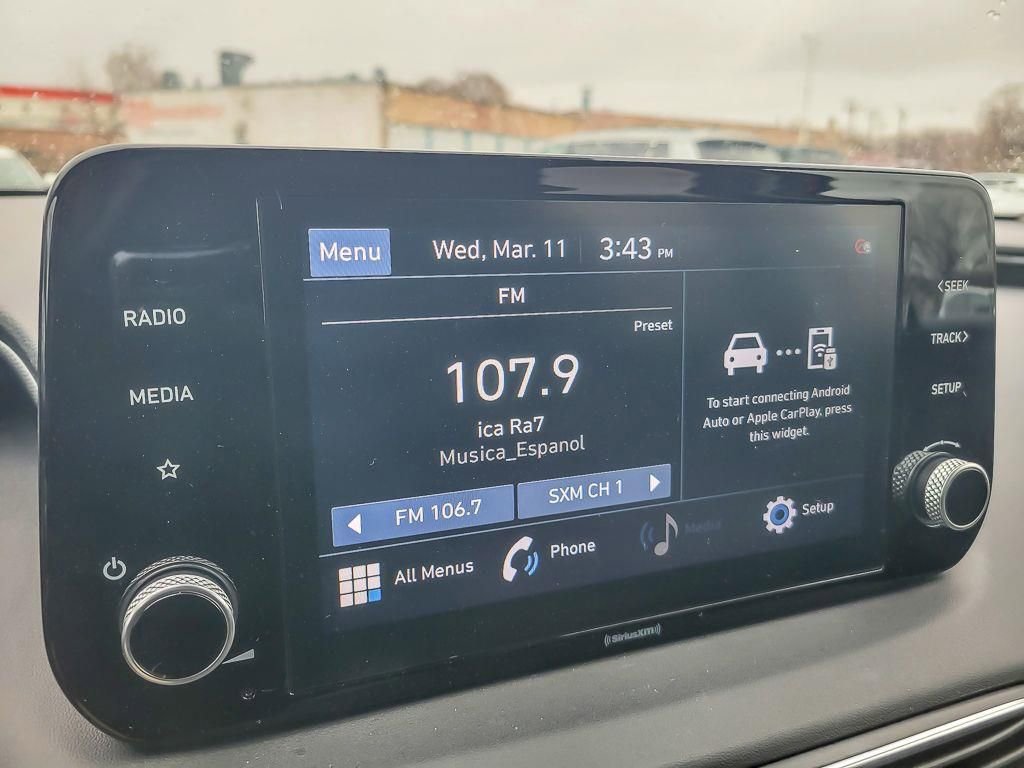 Menu
Wed, Mar. 11
3:43 PM
FM
Preset
107.9
ica Ra7
Musica_Espanol
FM 106.7
SXM CH 1
To start connecting Android
Auto or Apple CarPlay, press
this widget.
All Menus
Phone
Media
Setup
RADIO
MEDIA
SEEK
TRACK
SETUP
SiriusXM